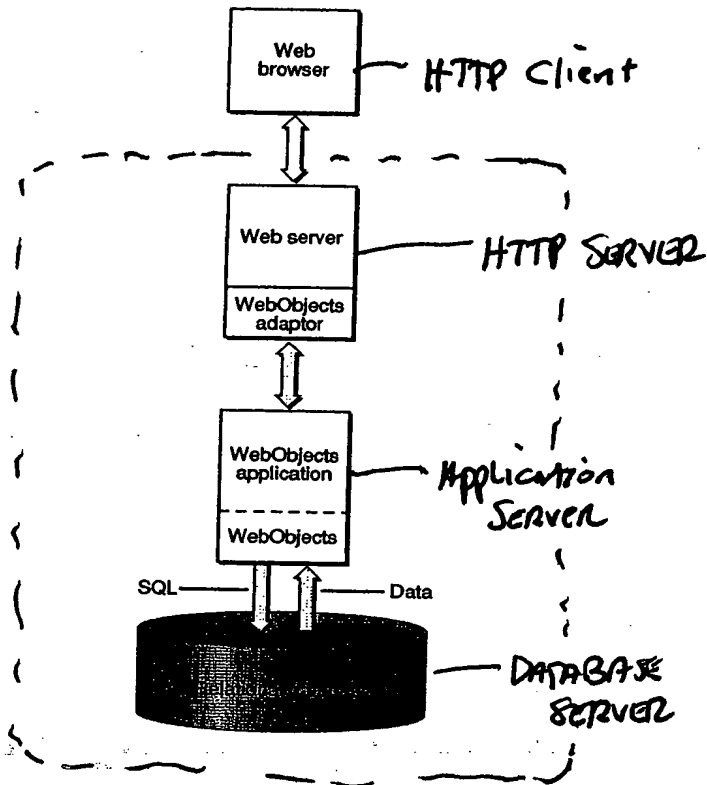 Web
browser
HTTP Client
Web server
HTTP SERVER
WebObjects
adaptor
WebObjects
application
Application
SERVER
WebObjects
SQL
Data
DATABASE
SERVER